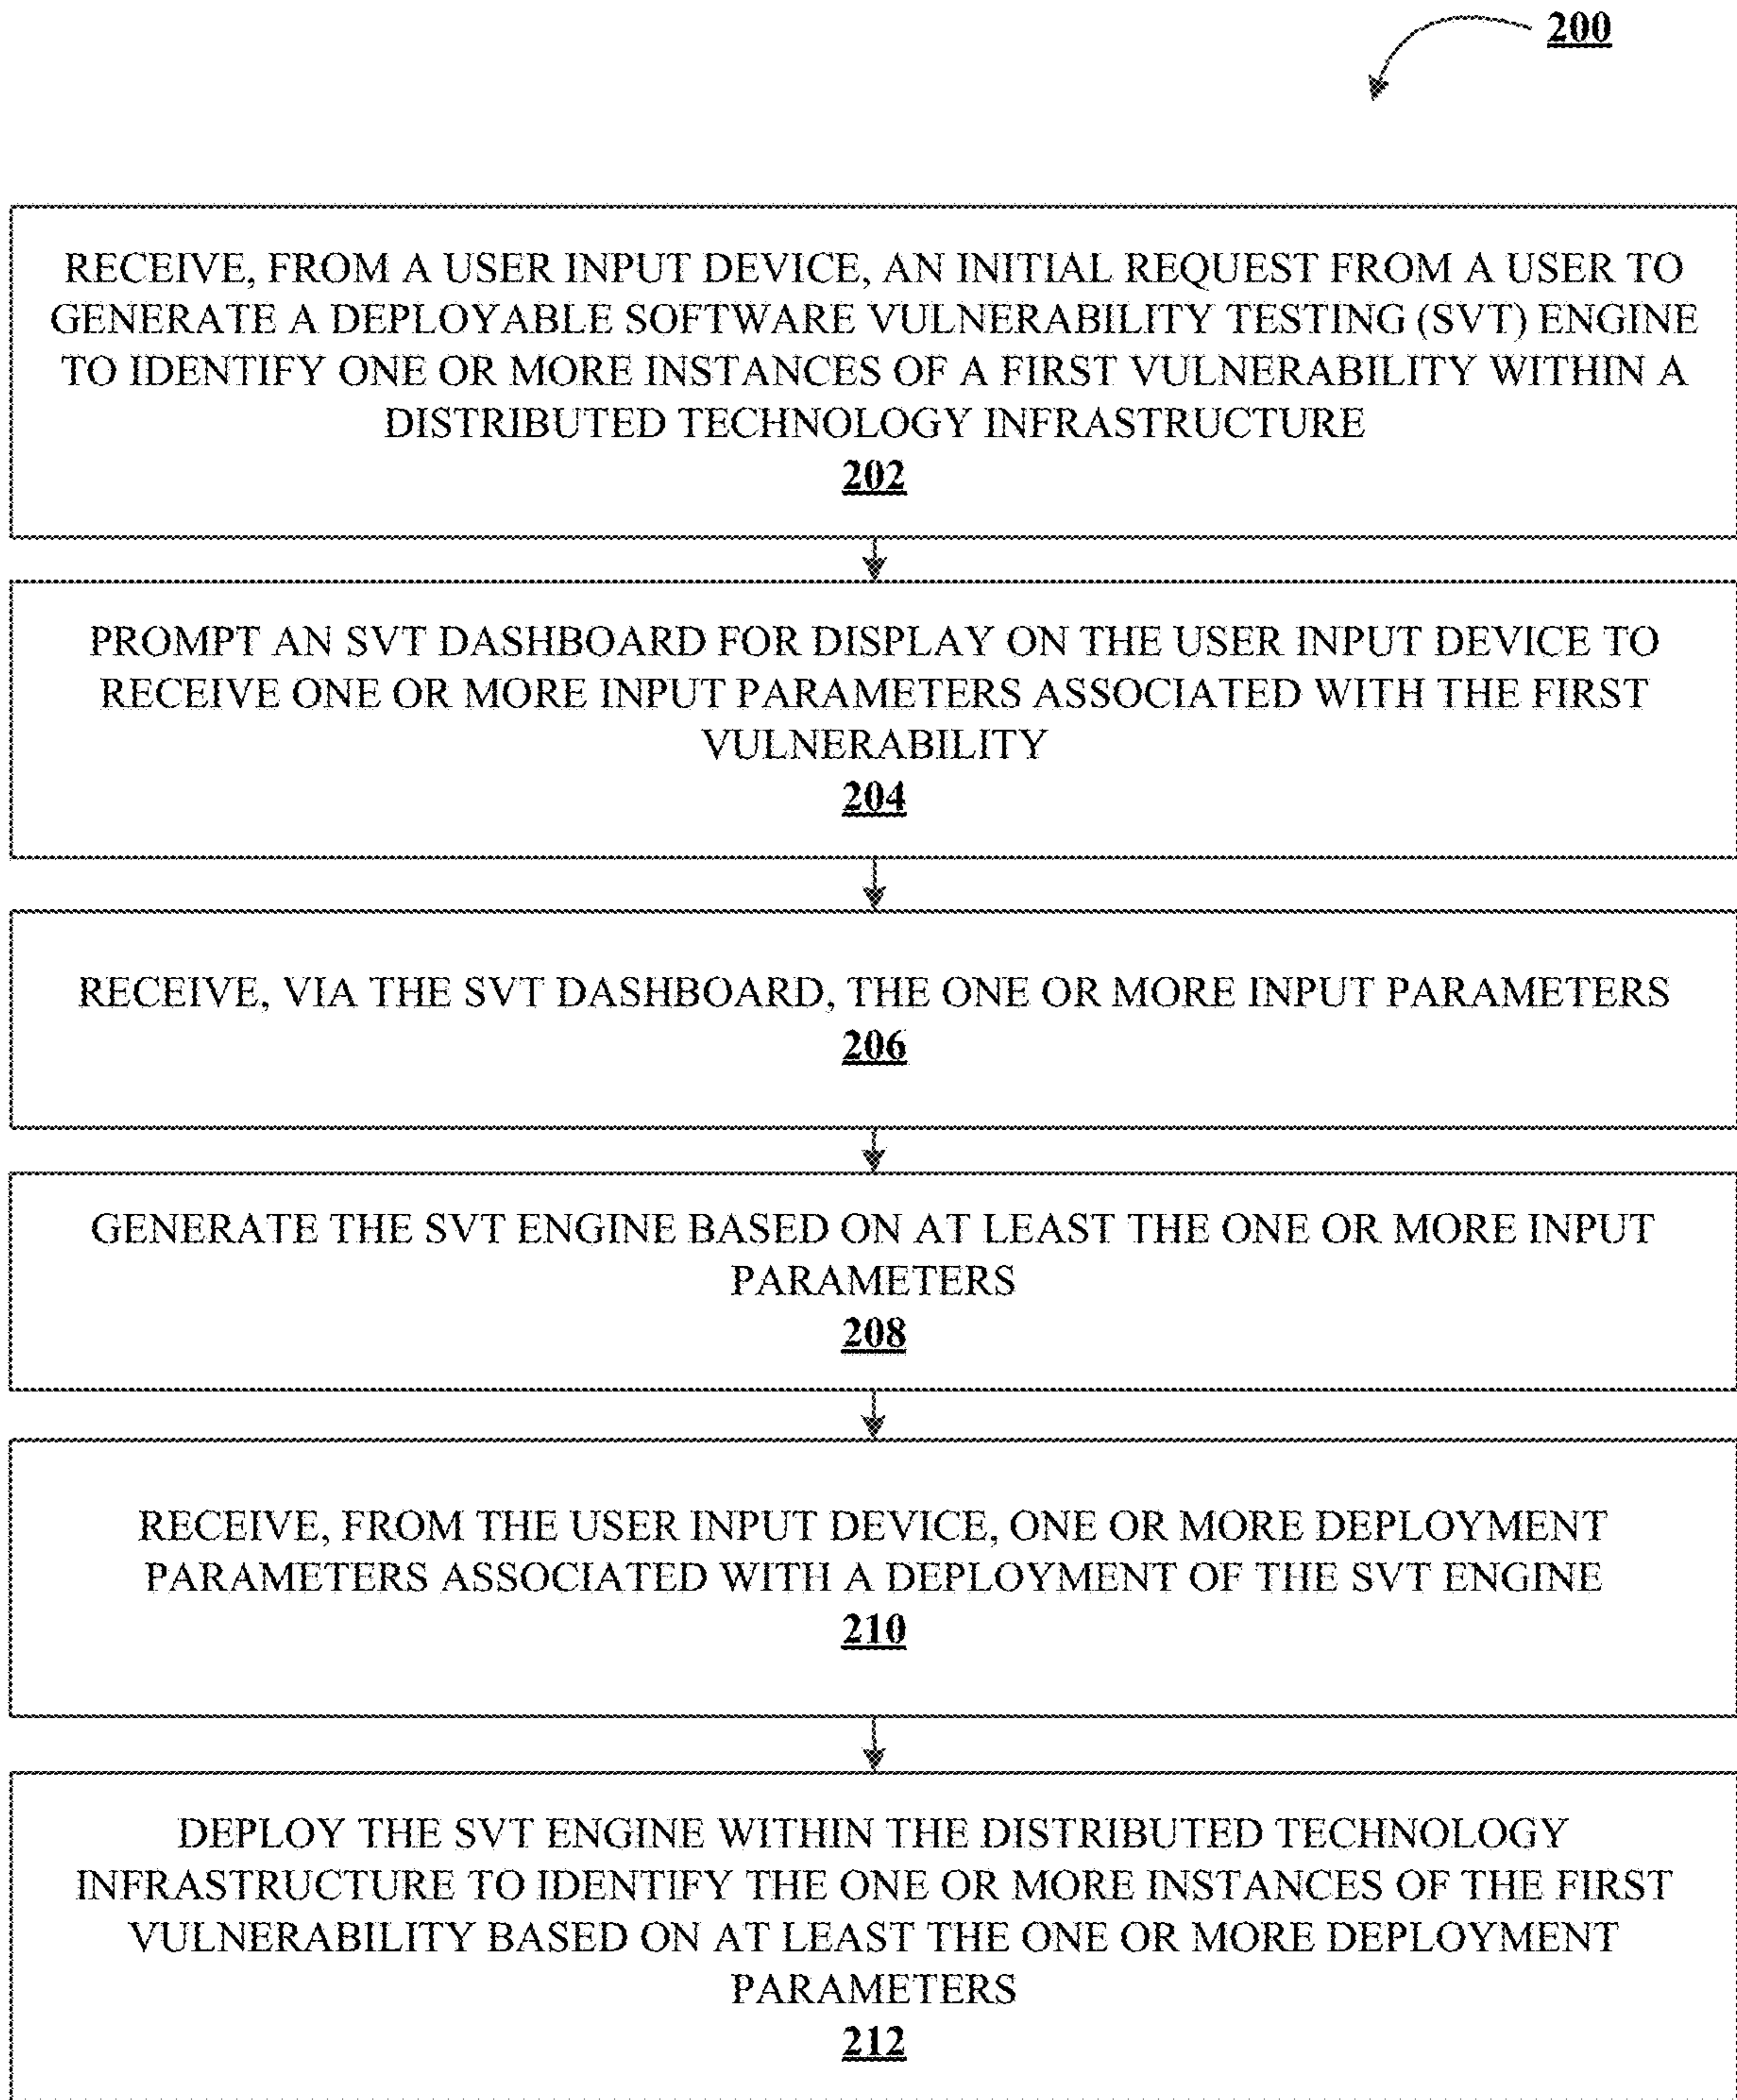 200
RECEIVE, FROM A USER INPUT DEVICE, AN INITIAL REQUEST FROM A USER TO
GENERATE A DEPLOYABLE SOFTWARE VULNERABILITY TESTING (SVT) ENGINE
TO IDENTIFY ONE OR MORE INSTANCES OF A FIRST VULNERABILITY WITHIN A
DISTRIBUTED TECHNOLOGY INFRASTRUCTURE
202
PROMPT AN SVT DASHBOARD FOR DISPLAY ON THE USER INPUT DEVICE TO
RECEIVE ONE OR MORE INPUT PARAMETERS ASSOCIATED WITH THE FIRST
VULNERABILITY
204
RECEIVE, VIA THE SVT DASHBOARD, THE ONE OR MORE INPUT PARAMETERS
206
GENERATE THE SVT ENGINE BASED ON AT LEAST THE ONE OR MORE INPUT
PARAMETERS
208
RECEIVE, FROM THE USER INPUT DEVICE, ONE OR MORE DEPLOYMENT
PARAMETERS ASSOCIATED WITH A DEPLOYMENT OF THE SVT ENGINE
210
DEPLOY THE SVT ENGINE WITHIN THE DISTRIBUTED TECHNOLOGY
INFRASTRUCTURE TO IDENTIFY THE ONE OR MORE INSTANCES OF THE FIRST
VULNERABILITY BASED ON AT LEAST THE ONE OR MORE DEPLOYMENT
PARAMETERS
212